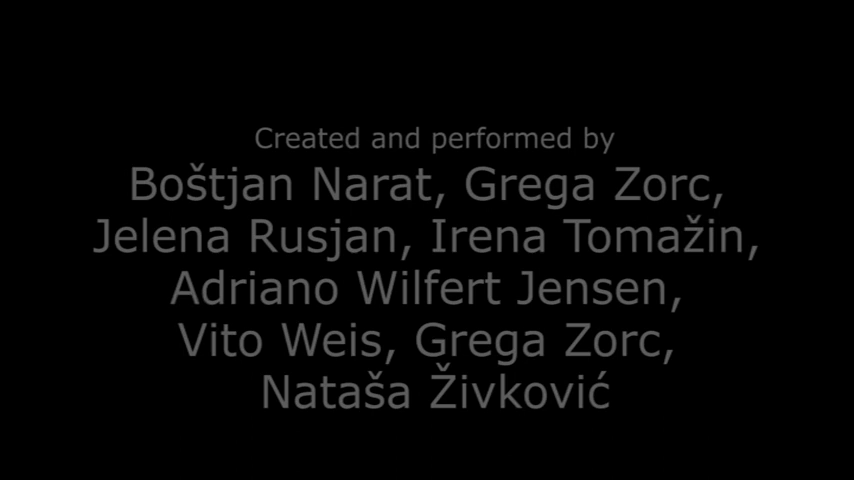 Created and performed by
Boštjan Narat, Grega Zorc,
Jelena Rusjan, Irena Tomažin,
Adriano Wilfert Jensen,
Vito Weis, Grega Zorc,
Nataša Živković